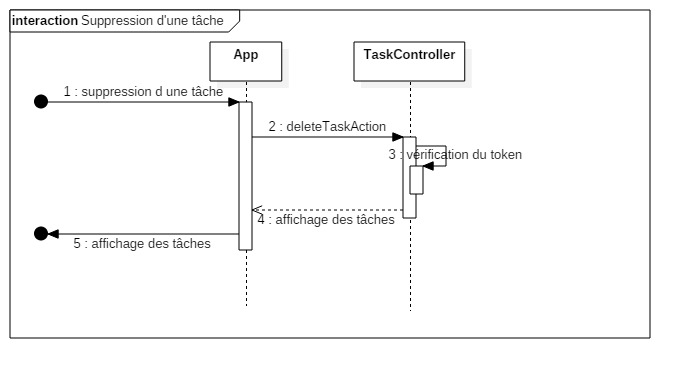 interaction Suppression d'une tâche
App
TaskController
1 : suppression d une tâche
2 : deleteTaskAction
3 : vérification du token
4 : affichage des tâches
5 : affichage des tâches